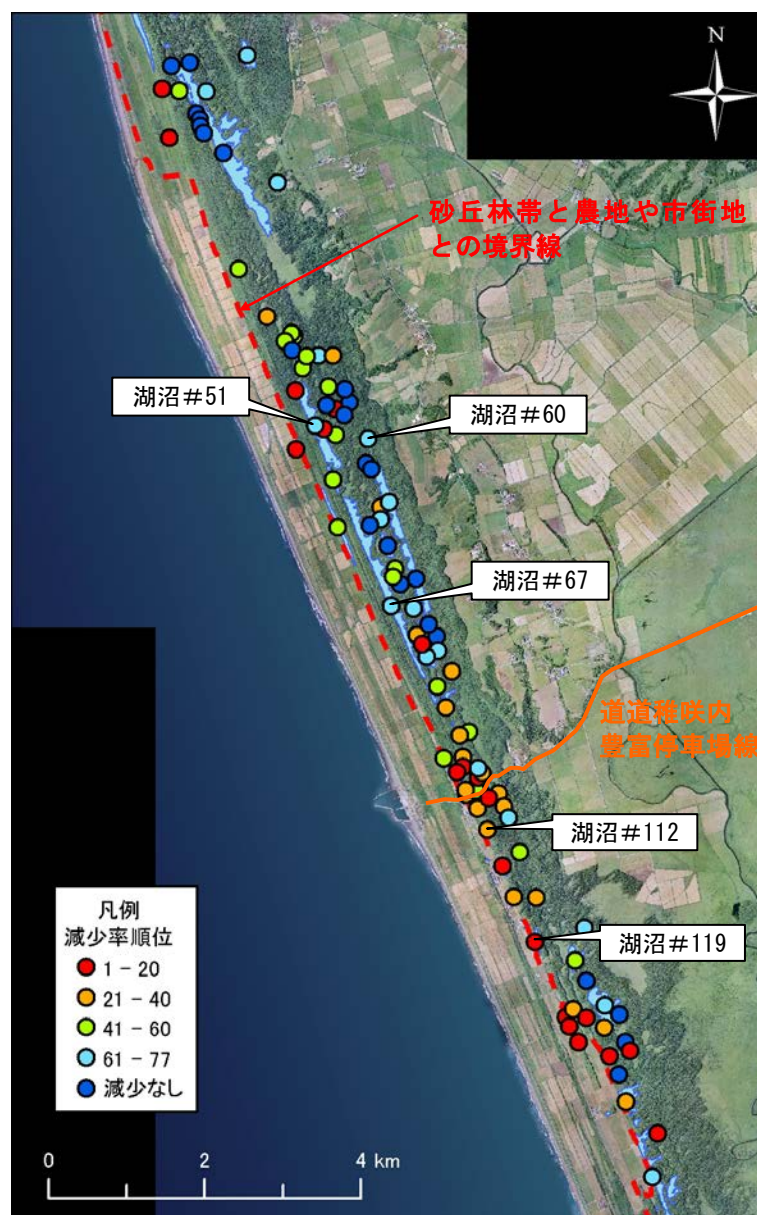 N
砂丘林帯と農地や市街地
との境界線
湖沼#51
湖沼#60
湖沼#67
道道稚咲内
豊富停車場線
湖沼#112
湖沼#119
凡例
減少率順位
1 - 20
21 - 40
41 - 60
61 - 77
減少なし
0 2 4 km